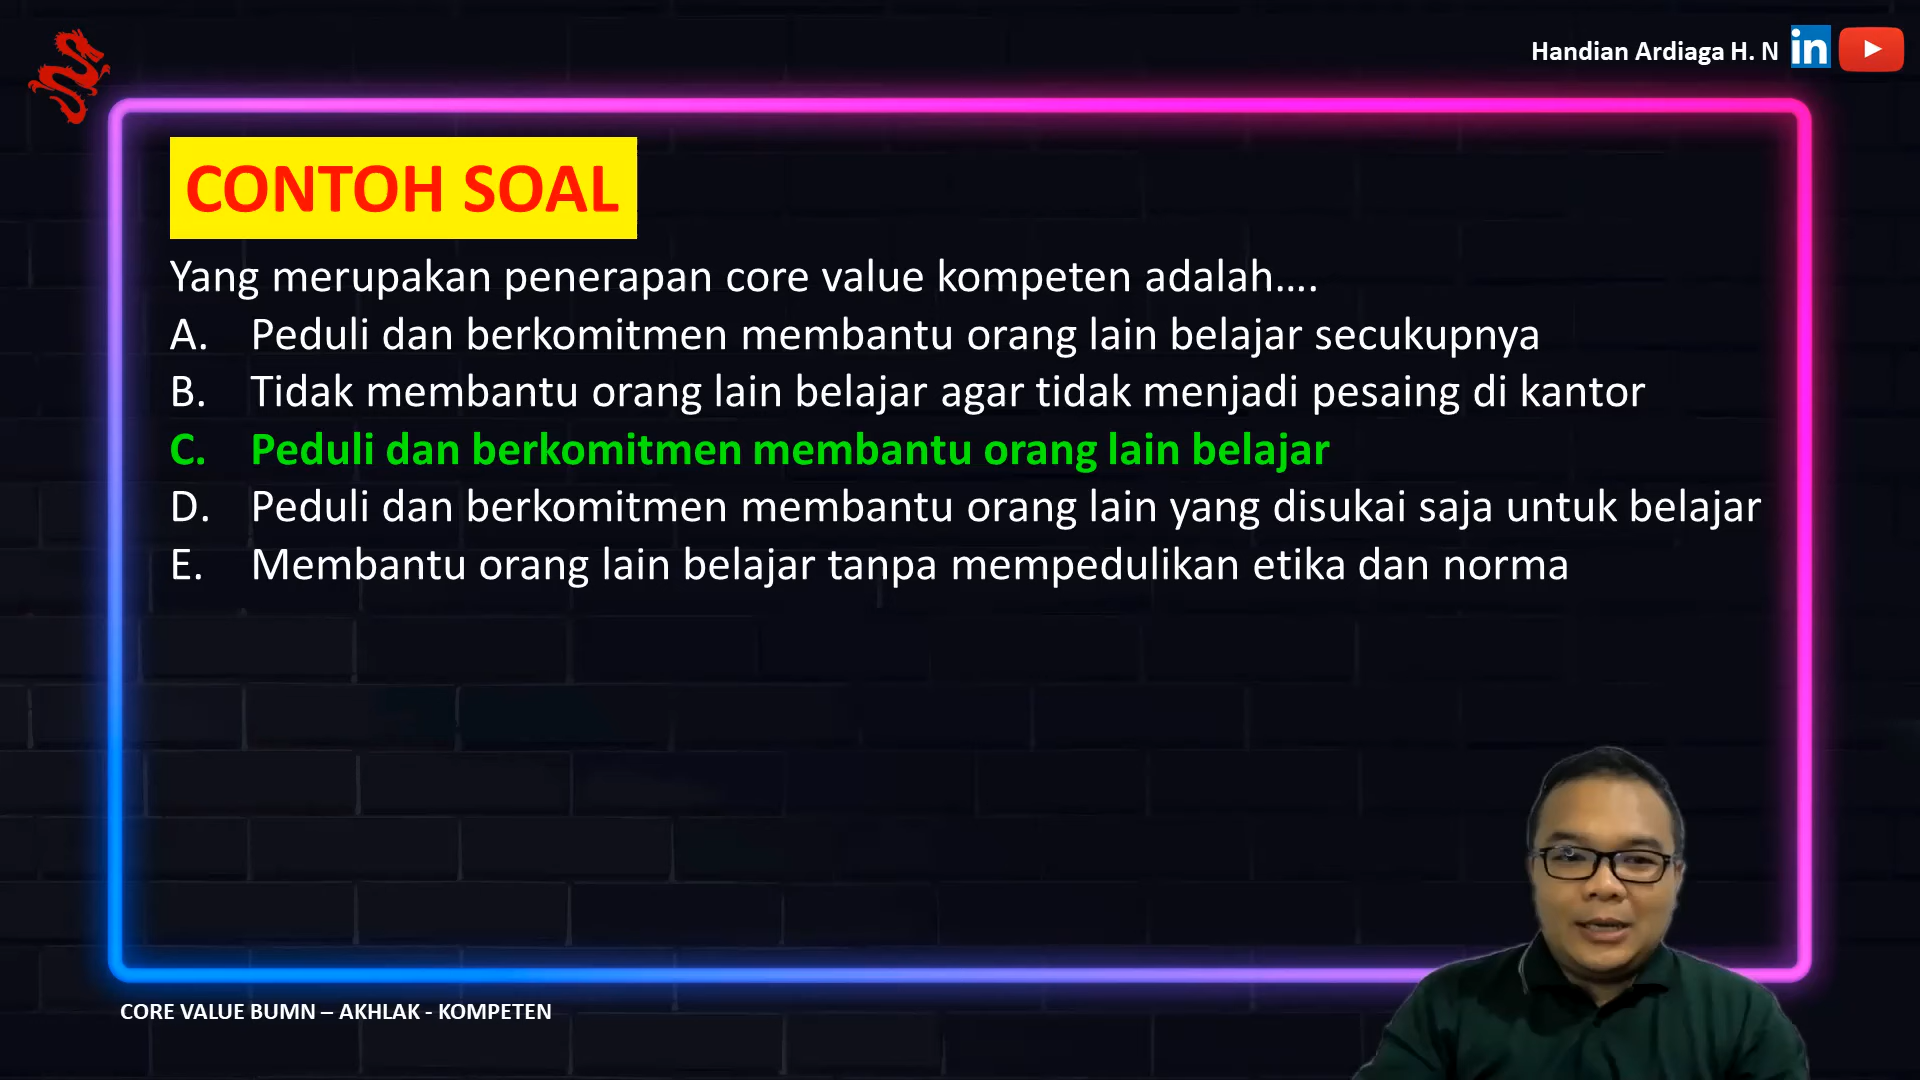 Handian Ardiaga H. N
in
CONTOH SOAL
Yang merupakan penerapan core value kompeten adalah....
A. Peduli dan berkomitmen membantu orang lain belajar secukupnya
B. Tidak membantu orang lain belajar agar tidak menjadi pesaing di kantor
C. Peduli dan berkomitmen membantu orang lain belajar
D. Peduli dan berkomitmen membantu orang lain yang disukai saja untuk belajar
E. Membantu orang lain belajar tanpa mempedulikan etika dan norma
CORE VALUE BUMN – AKHLAK - KOMPETEN